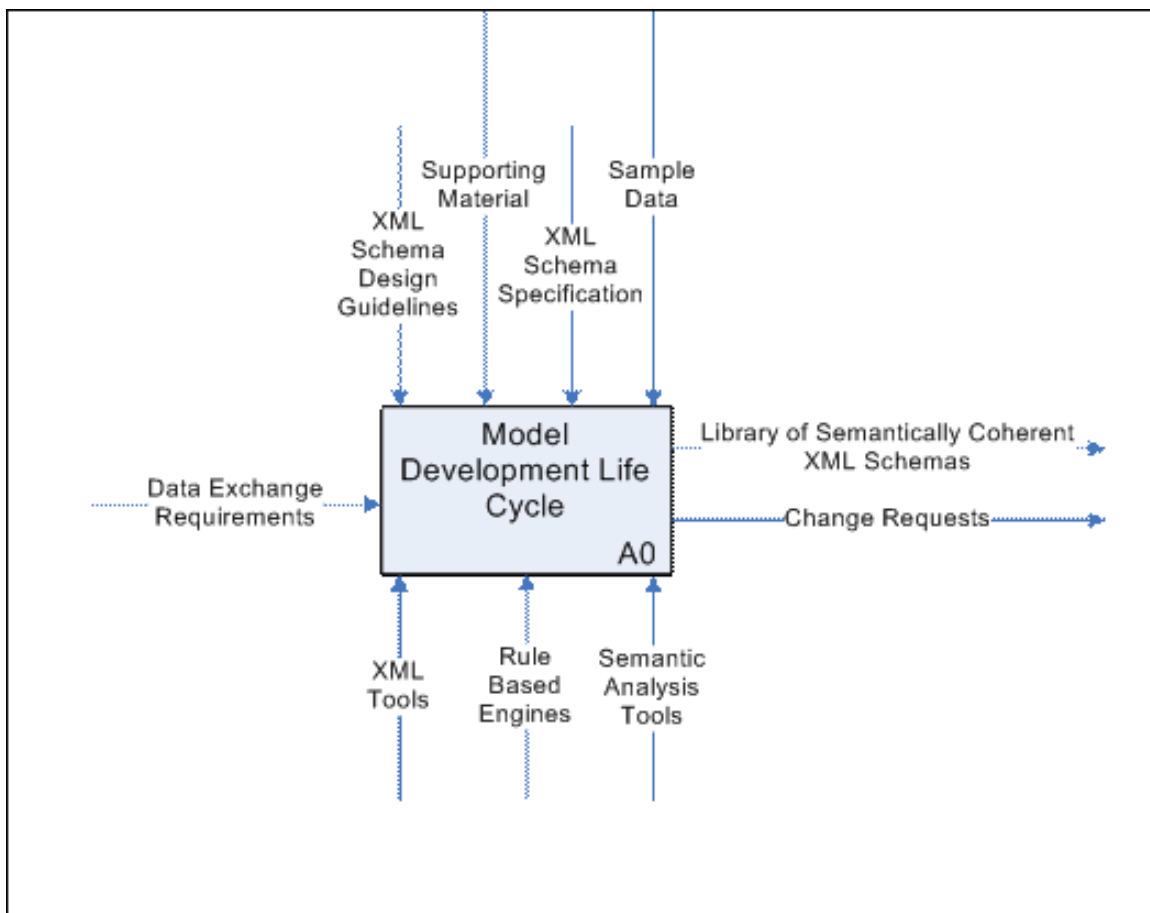 XML
Schema
Design
Guidelines
Supporting
Material
XML
Schema
Specification
Sample
Data
Data Exchange
Requirements
Model
Development Life
Cycle
A0
Library of Semantically Coherent
XML Schemas
Change Requests
XML
Tools
Rule
Based
Engines
Semantic
Analysis
Tools